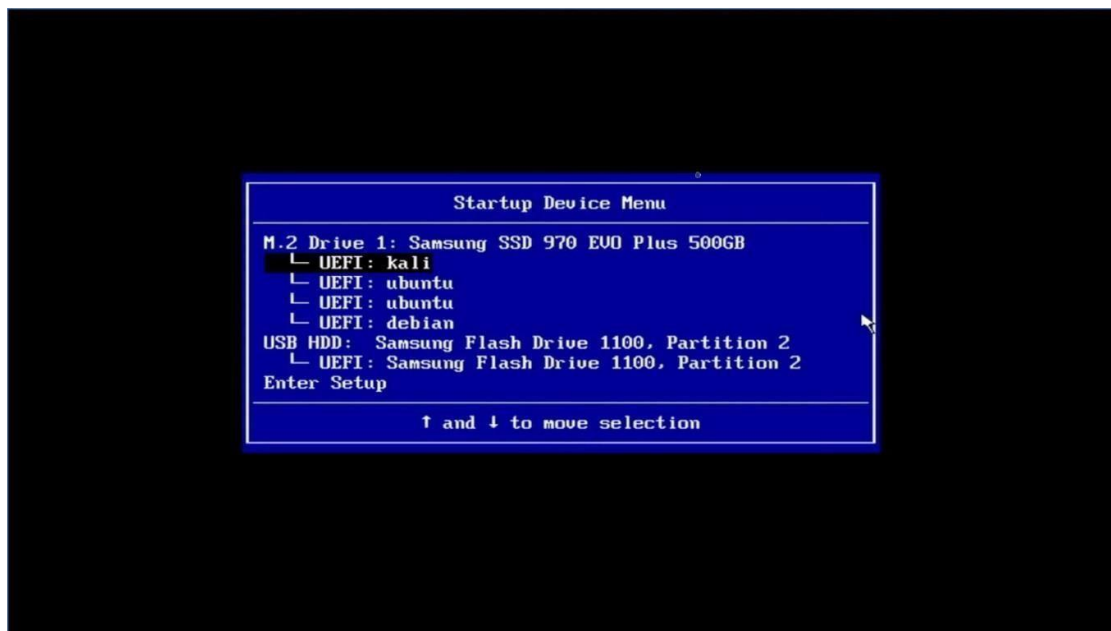 Startup Device Menu
M.2 Drive 1: Samsung SSD 970 EVO Plus 500GB
UEFI: kali
UEFI: ubuntu
UEFI: ubuntu
UEFI: debian
USB HDD: Samsung Flash Drive 1100, Partition 2
UEFI: Samsung Flash Drive 1100, Partition 2
Enter Setup
↑ and ↓ to move selection